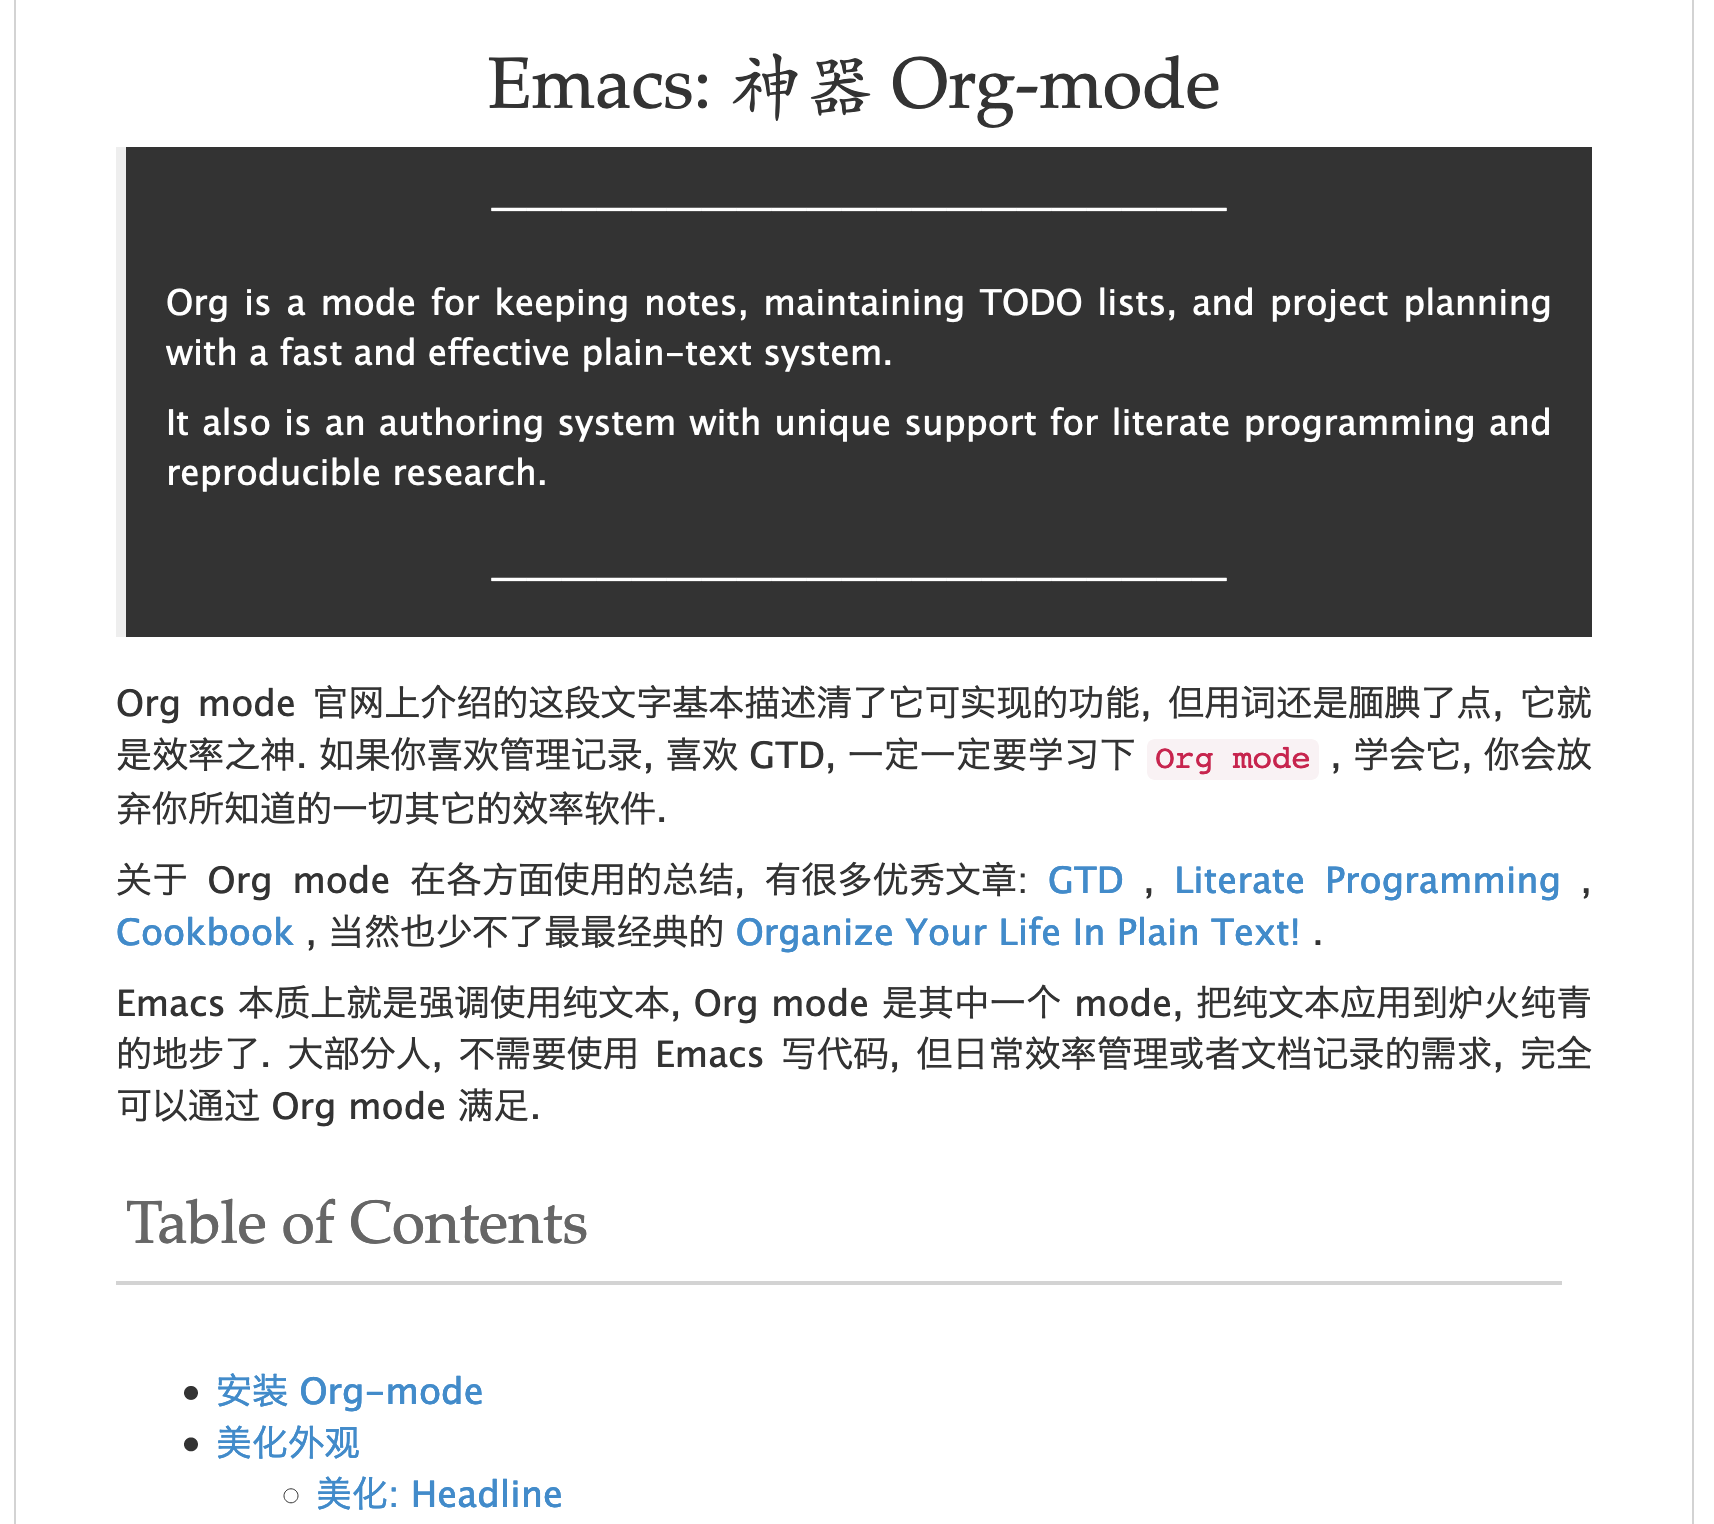 Emacs: 神器 Org-mode
Org is a mode for keeping notes, maintaining TODO lists, and project planning
with a fast and effective plain-text system.
It also is an authoring system with unique support for literate programming and
reproducible research.
Org mode 官网上介绍的这段文字基本描述清了它可实现的功能, 但用词还是腼腆了点, 它就
是效率之神. 如果你喜欢管理记录, 喜欢 GTD, 一定一定要学习下 Org mode , 学会它, 你会放
弃你所知道的一切其它的效率软件.
关于 Org mode 在各方面使用的总结, 有很多优秀文章: GTD , Literate Programming ,
Cookbook , 当然也少不了最最经典的 Organize Your Life In Plain Text! .
Emacs 本质上就是强调使用纯文本, Org mode 是其中一个 mode, 把纯文本应用到炉火纯青
的地步了. 大部分人, 不需要使用 Emacs 写代码, 但日常效率管理或者文档记录的需求, 完全
可以通过 Org mode 满足.
Table of Contents
安装 Org-mode
美化外观
美化: Headline